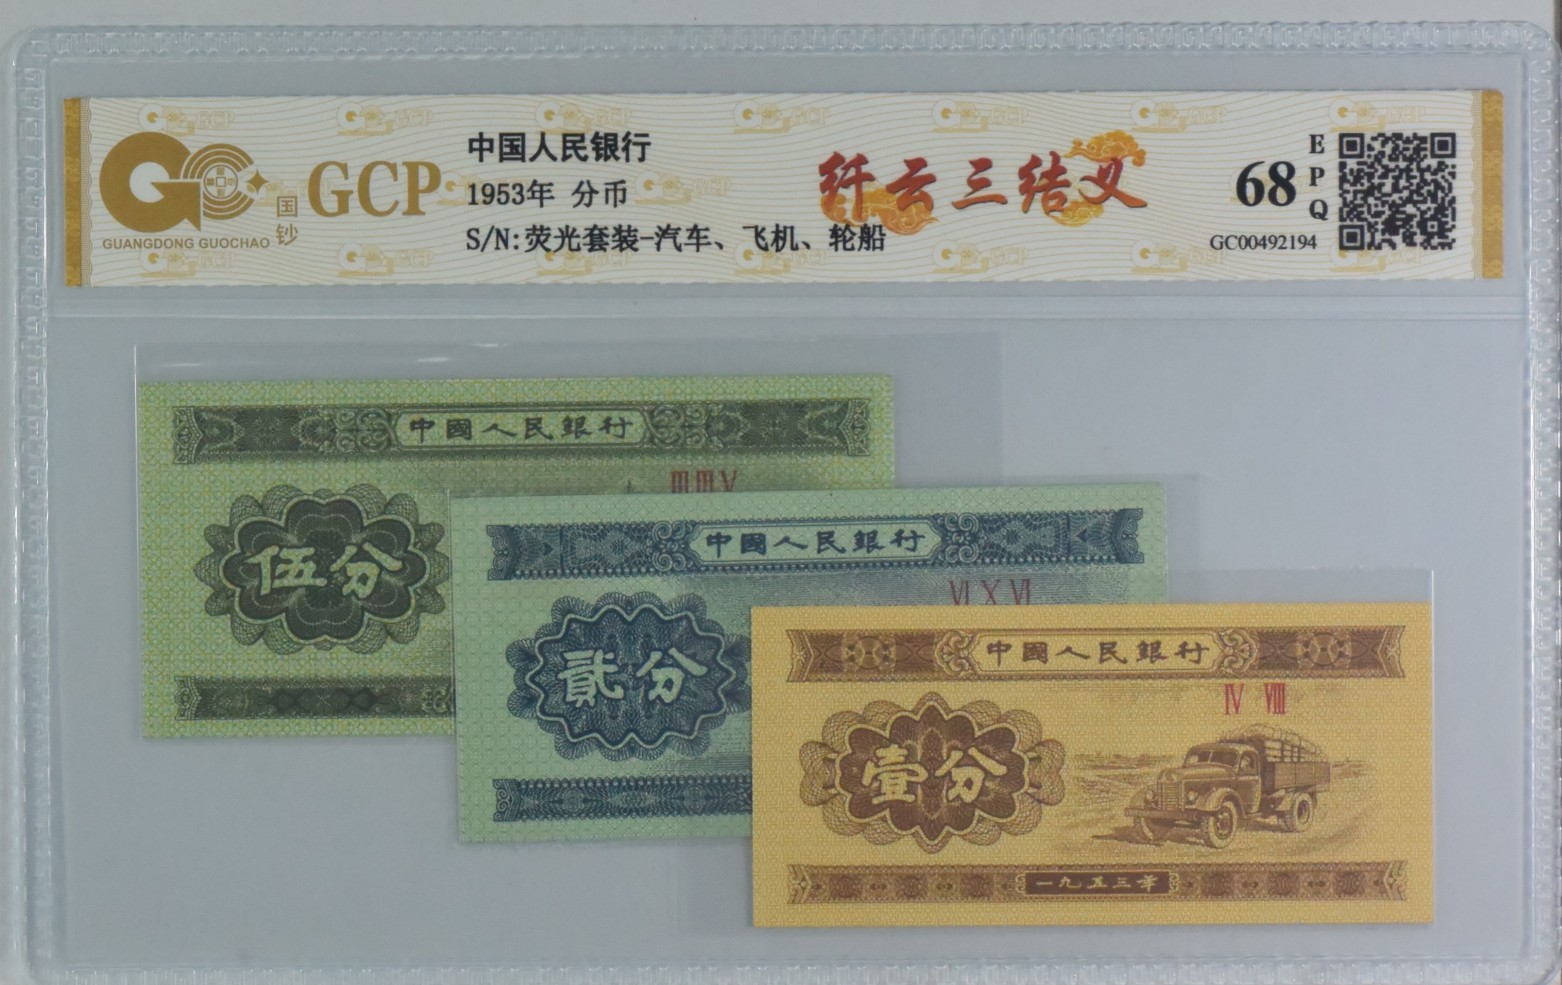 GCP
国钞
GUANGDONG GUOCHAO
中国人民银行
1953年 分币
S/N:荧光套装-汽车、飞机、轮船
纤云三结义
68
EPQ
GC00492194
中國人民銀行
III III V
伍分
中國人民銀行
VI X VI
貳分
中國人民銀行
IV VIII
壹分
一九五三年